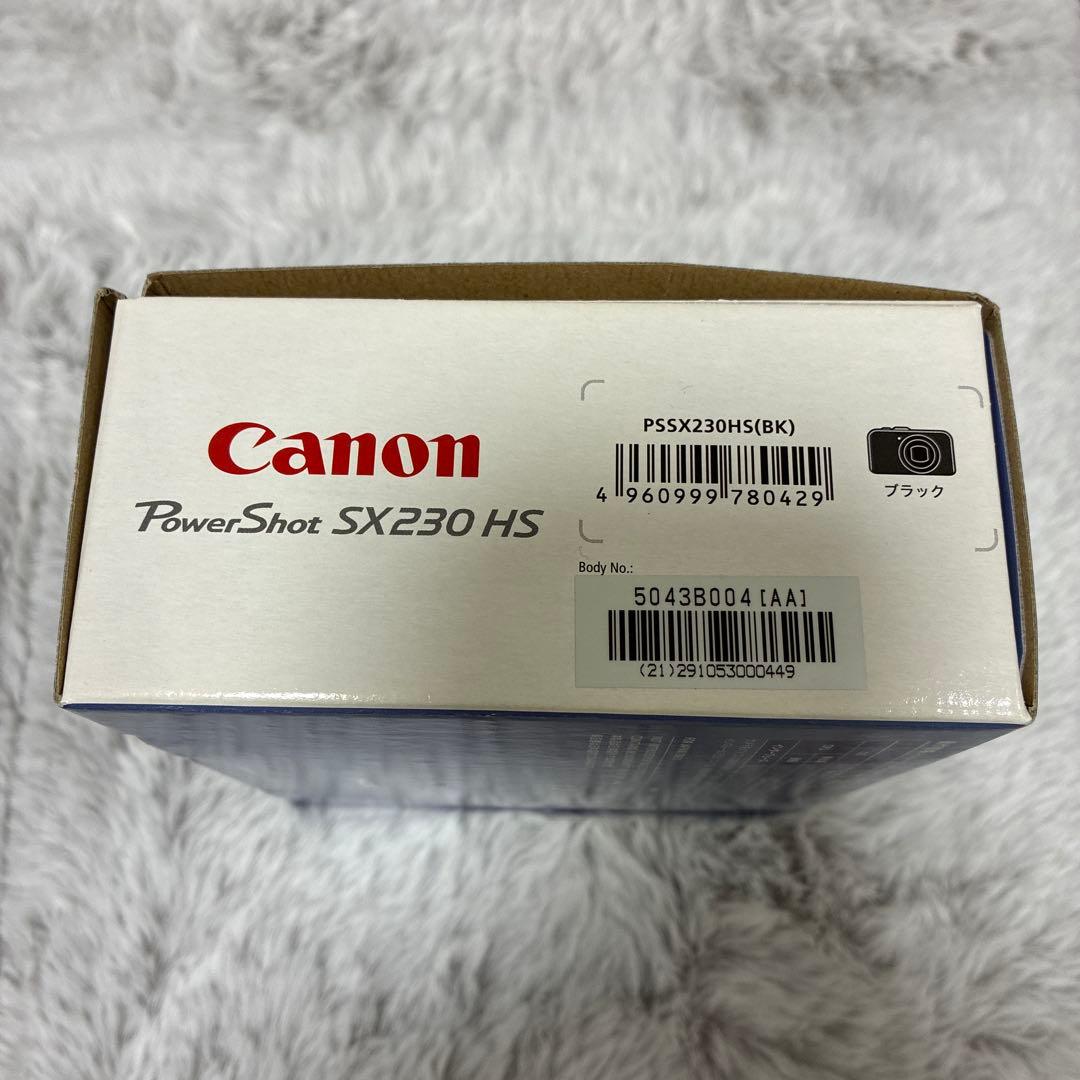 Canon
PowerShot SX230 HS
PSSX230HS(BK)
4 960999 780429
ブラック
Body No.:
5043B004[AA]
(21)291053000449